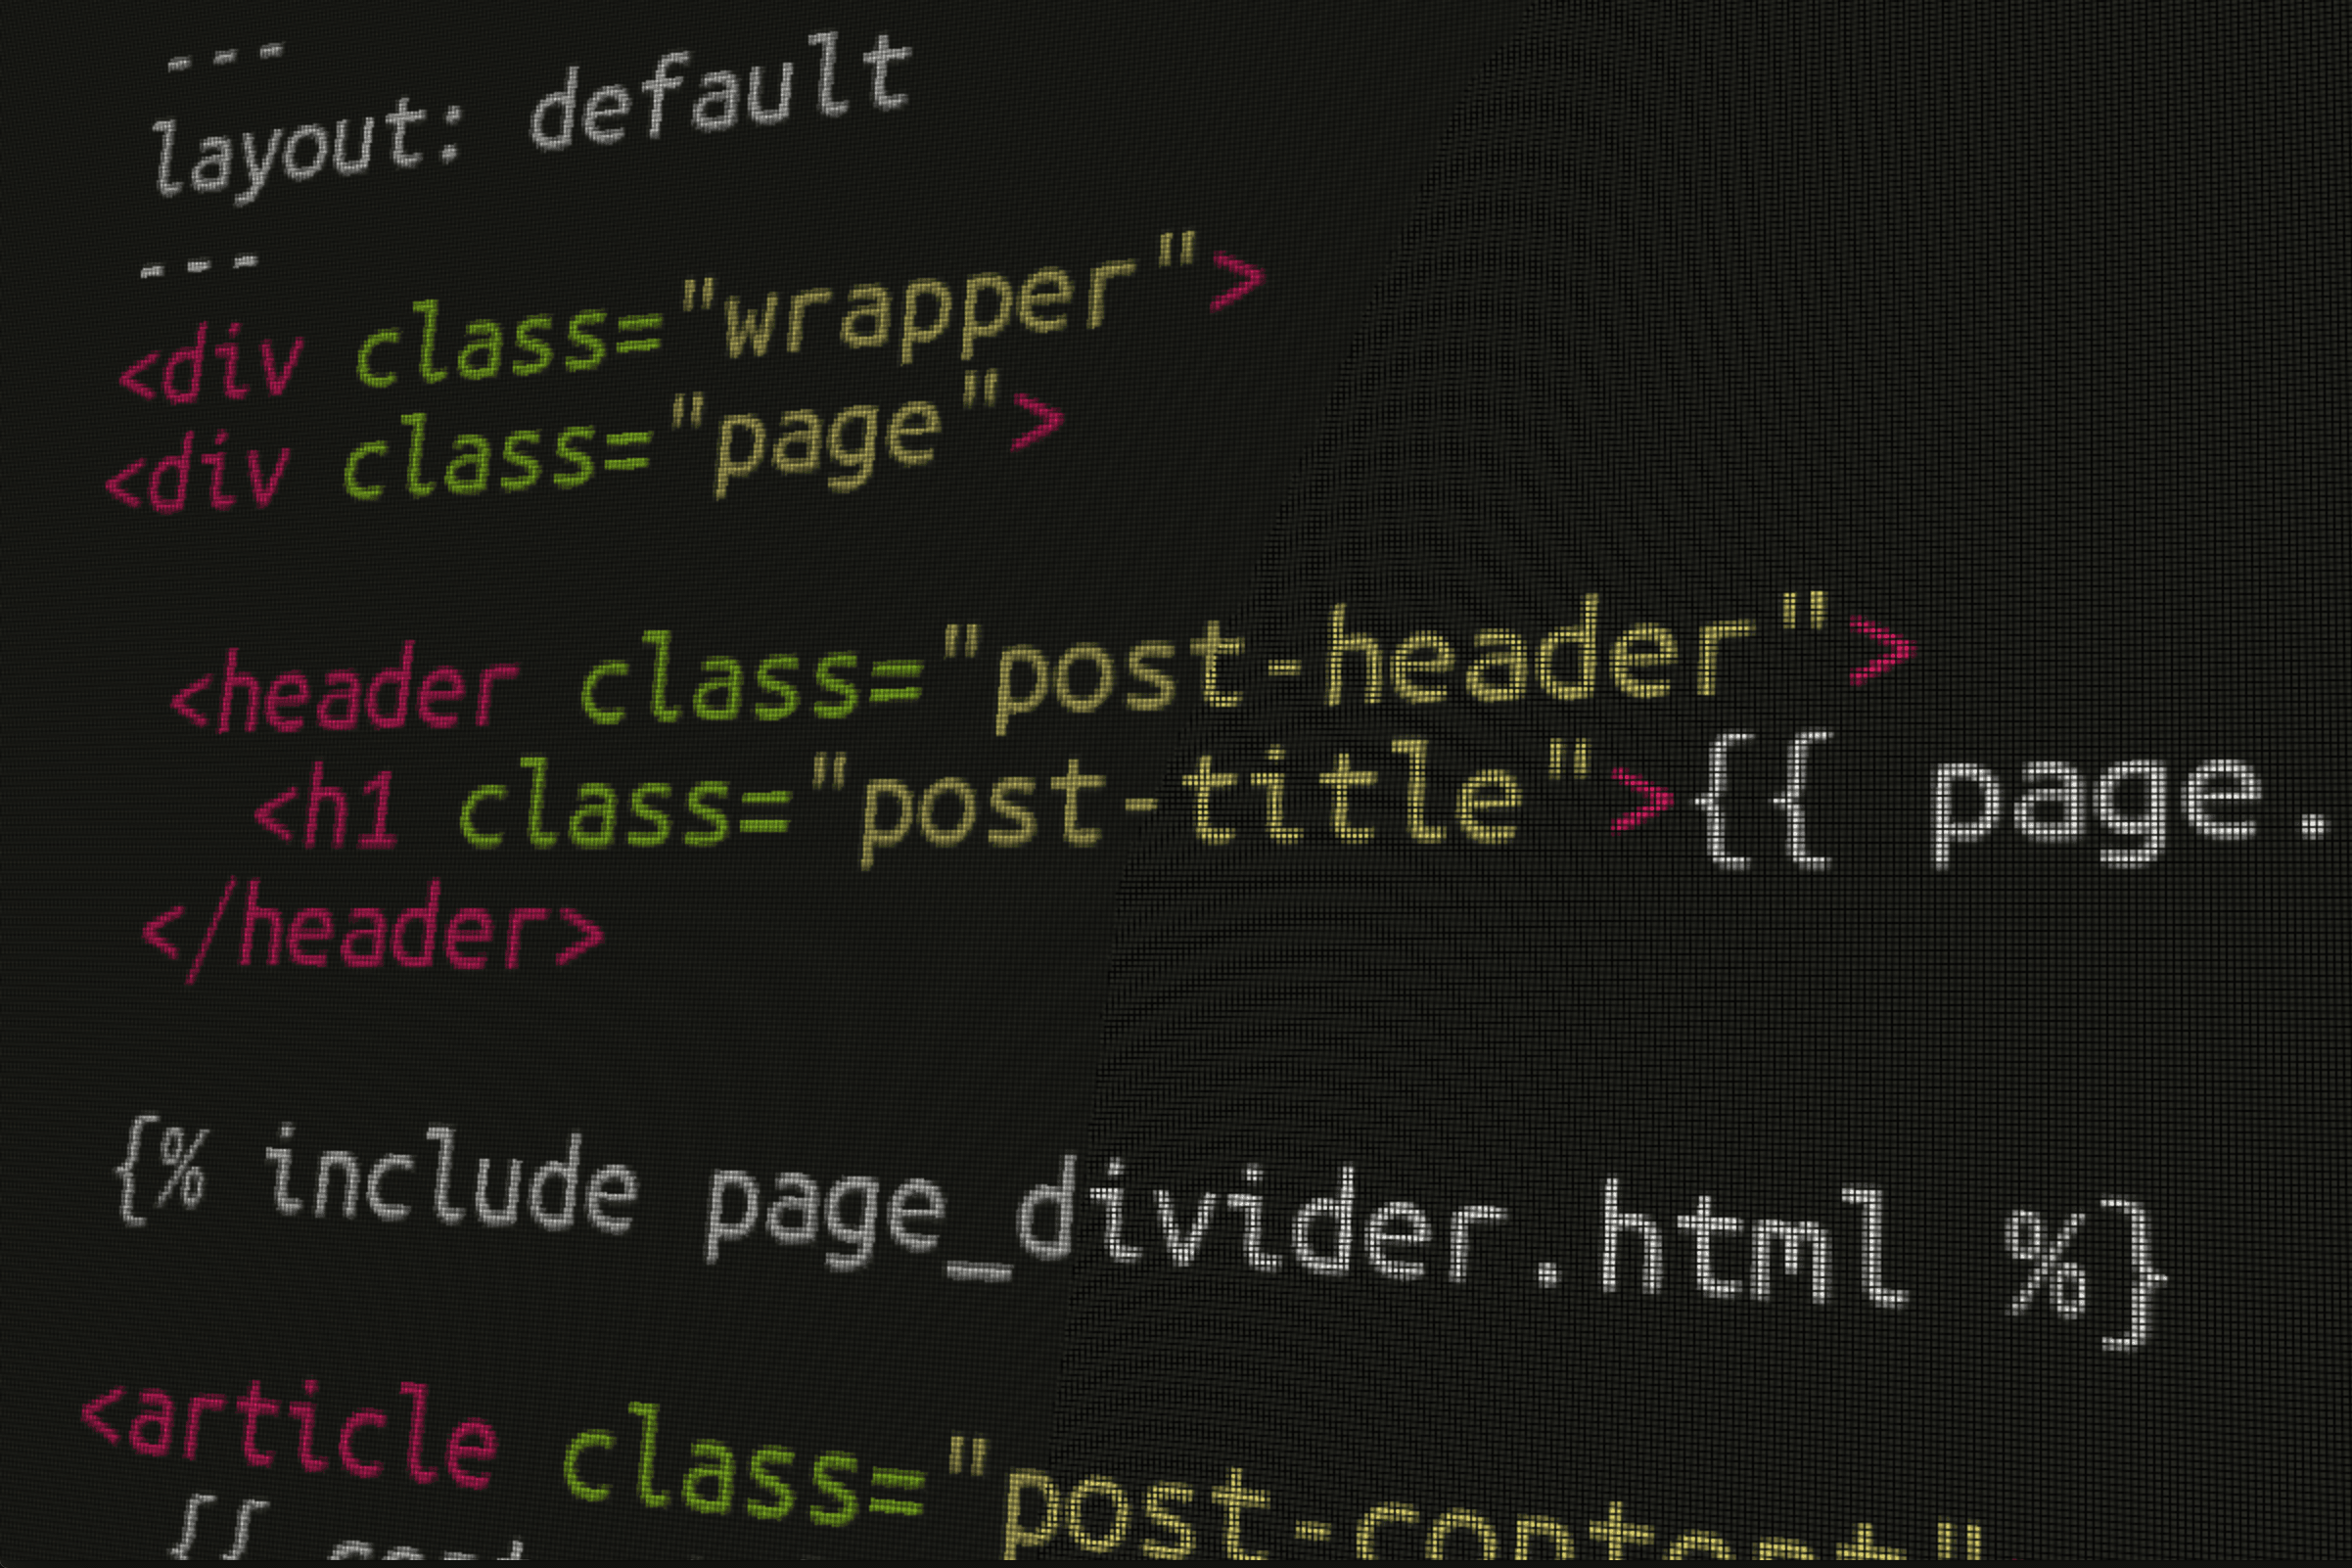 ---
layout: default
---
<div class="wrapper">
<div class="page">
<header class="post-header">
<h1 class="post-title">{{ page.
</header>
{% include page_divider.html %}
<article class="post-content"
{{ cont